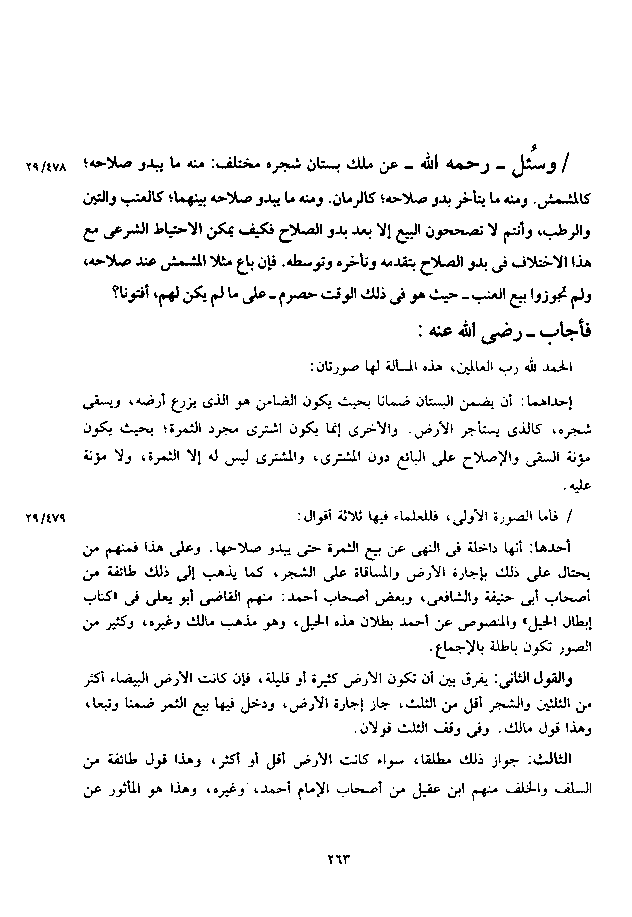 / وسُئل ـ رحمه الله ـ عن ملك بستان شجره مختلف: منه ما يبدو صلاحه؛ ٢٩/٤٧٨
كالمشمش. ومنه ما يتأخر بدو صلاحه؛ كالرمان. ومنه ما يبدو صلاحه بينهما؛ كالعنب والتين
والرطب، وأنتم لا تصححون البيع إلا بعد بدو الصلاح فكيف يمكن الاحتياط الشرعى مع
هذا الاختلاف فى بدو الصلاح بتقدمه وتأخره وتوسطه. فإن باع مثلا المشمش عند صلاحه،
ولم تجوزوا بيع العنب ـ حيث هو فى ذلك الوقت حصرم ـ على ما لم يكن لهم، أفتونا؟
فأجاب ـ رضى الله عنه :
الحمد لله رب العالمين، هذه المسألة لها صورتان:
إحداهما: أن يضمن البستان ضمانا بحيث يكون الضامن هو الذى يزرع أرضه، ويسقى
شجره، كالذى يستأجر الأرض. والأخرى إنما يكون اشترى مجرد الثمرة؛ بحيث يكون
مؤنة السقى والإصلاح على البائع دون المشترى، والمشترى ليس له إلا الثمرة، ولا مؤنة
عليه.
/ فأما الصورة الأولى، فللعلماء فيها ثلاثة أقوال: ٢٩/٤٧٩
أحدها: أنها داخلة فى النهى عن بيع الثمرة حتى يبدو صلاحها. وعلى هذا فمنهم من
يحتال على ذلك بإجارة الأرض والمساقاة على الشجر، كما يذهب إلى ذلك طائفة من
أصحاب أبى حنيفة والشافعى، وبعض أصحاب أحمد: منهم القاضى أبو يعلى فى «كتاب
إبطال الحيل» والمنصوص عن أحمد بطلان هذه الحيل، وهو مذهب مالك وغيره، وكثير من
الصور تكون باطلة بالإجماع.
والقول الثانى: يفرق بين أن تكون الأرض كثيرة أو قليلة، فإن كانت الأرض البيضاء أكثر
من الثلثين والشجر أقل من الثلث، جاز إجارة الأرض، ودخل فيها بيع الثمر ضمنا وتبعا،
وهذا قول مالك. وفى وقف الثلث قولان.
الثالث: جواز ذلك مطلقا، سواء كانت الأرض أقل أو أكثر، وهذا قول طائفة من
السلف والخلف منهم ابن عقيل من أصحاب الإمام أحمد، وغيره، وهذا هو المأثور عن
٢٦٣